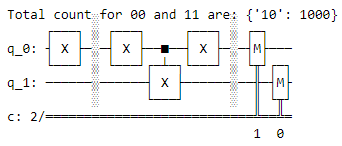 Total count for 00 and 11 are: {'10': 1000}
q_0: X X X M
q_1: X M
c: 2/
1 0